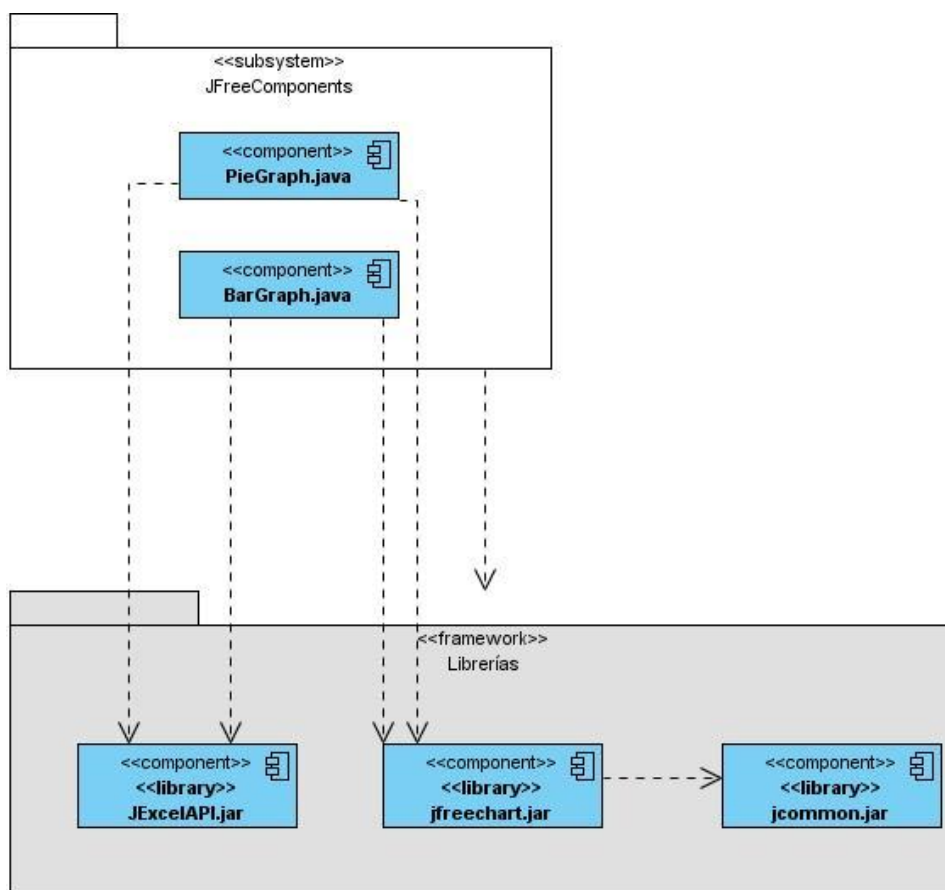 <<subsystem>>
JFreeComponents
<<component>>
PieGraph.java
<<component>>
BarGraph.java
<<framework>>
Librerías
<<component>>
<<library>>
JExcelAPI.jar
<<component>>
<<library>>
jfreechart.jar
<<component>>
<<library>>
jcommon.jar